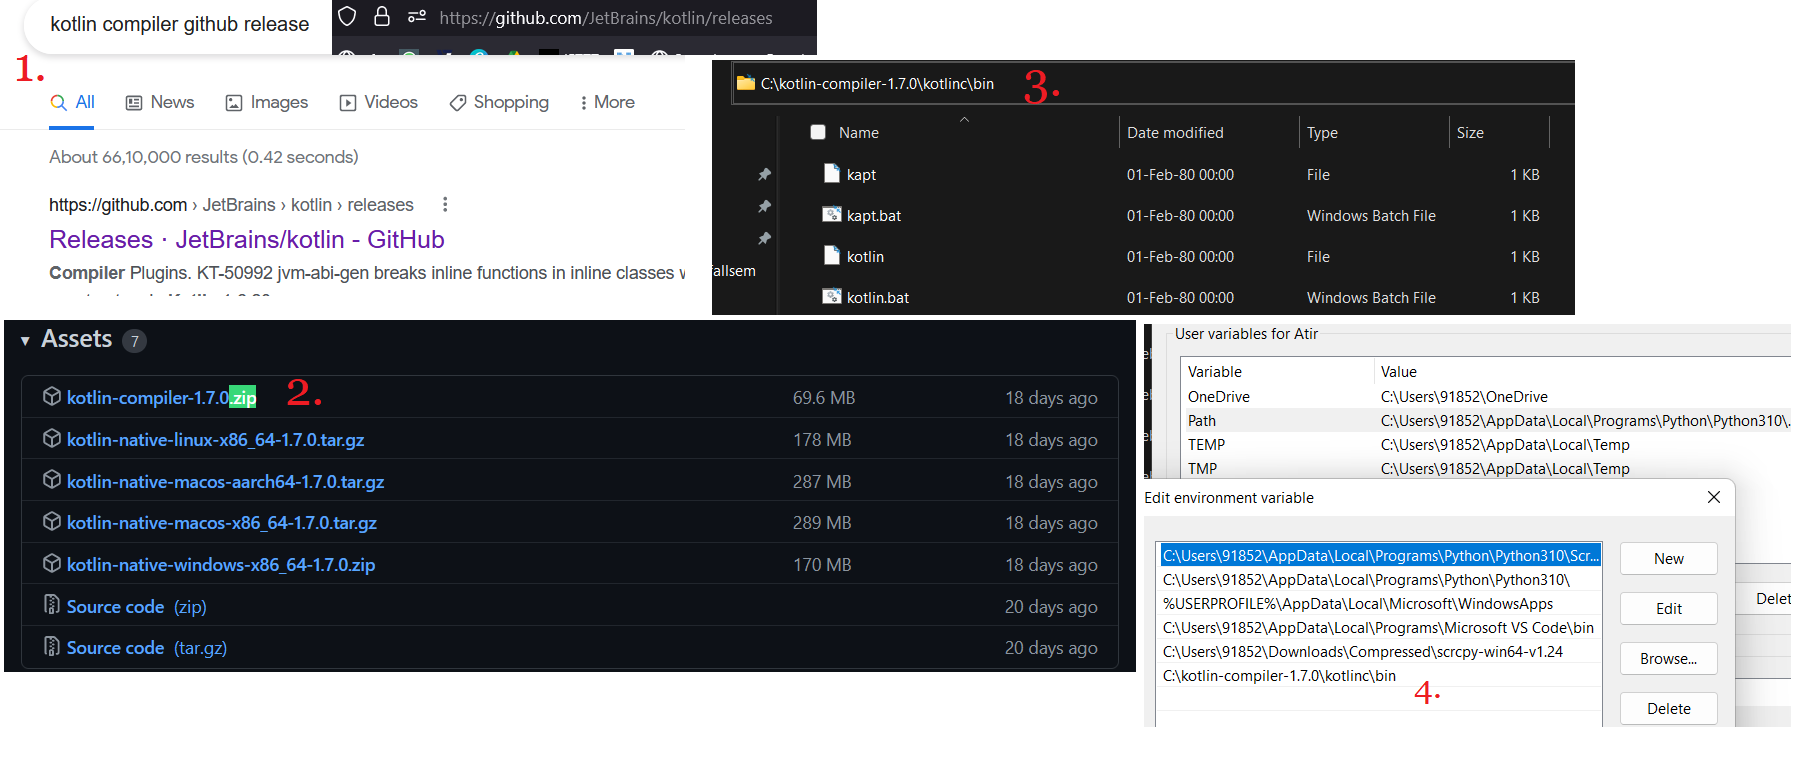 kotlin compiler github release
https://github.com/JetBrains/kotlin/releases
1.
All News Images Videos Shopping More
About 66,10,000 results (0.42 seconds)
https://github.com › JetBrains › kotlin › releases
Releases · JetBrains/kotlin - GitHub
Compiler Plugins. KT-50992 jvm-abi-gen breaks inline functions in inline classes
C:\kotlin-compiler-1.7.0\kotlinc\bin
3.
Name Date modified Type Size
kapt 01-Feb-80 00:00 File 1 KB
kapt.bat 01-Feb-80 00:00 Windows Batch File 1 KB
kotlin 01-Feb-80 00:00 File 1 KB
fallsem
kotlin.bat 01-Feb-80 00:00 Windows Batch File 1 KB
Assets 7
2.
kotlin-compiler-1.7.0.zip 69.6 MB 18 days ago
kotlin-native-linux-x86_64-1.7.0.tar.gz 178 MB 18 days ago
kotlin-native-macos-aarch64-1.7.0.tar.gz 287 MB 18 days ago
kotlin-native-macos-x86_64-1.7.0.tar.gz 289 MB 18 days ago
kotlin-native-windows-x86_64-1.7.0.zip 170 MB 18 days ago
Source code (zip) 20 days ago
Source code (tar.gz) 20 days ago
User variables for Atir
Variable Value
OneDrive C:\Users\91852\OneDrive
Path C:\Users\91852\AppData\Local\Programs\Python\Python310\...
TEMP C:\Users\91852\AppData\Local\Temp
TMP C:\Users\91852\AppData\Local\Temp
Edit environment variable
C:\Users\91852\AppData\Local\Programs\Python\Python310\Scr...
C:\Users\91852\AppData\Local\Programs\Python\Python310\
%USERPROFILE%\AppData\Local\Microsoft\WindowsApps
C:\Users\91852\AppData\Local\Programs\Microsoft VS Code\bin
C:\Users\91852\Downloads\Compressed\scrcpy-win64-v1.24
C:\kotlin-compiler-1.7.0\kotlinc\bin
4.
New
Edit
Browse...
Delete
Delet